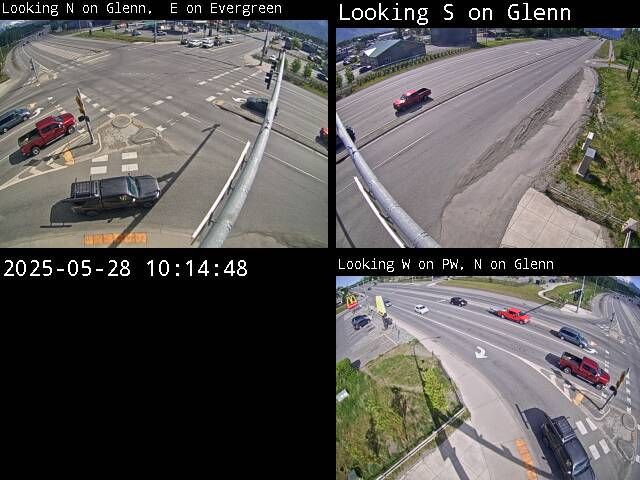 Looking N on Glenn,  E on Evergreen
Looking S on Glenn
2025-05-28 10:14:48
Looking W on PW, N on Glenn